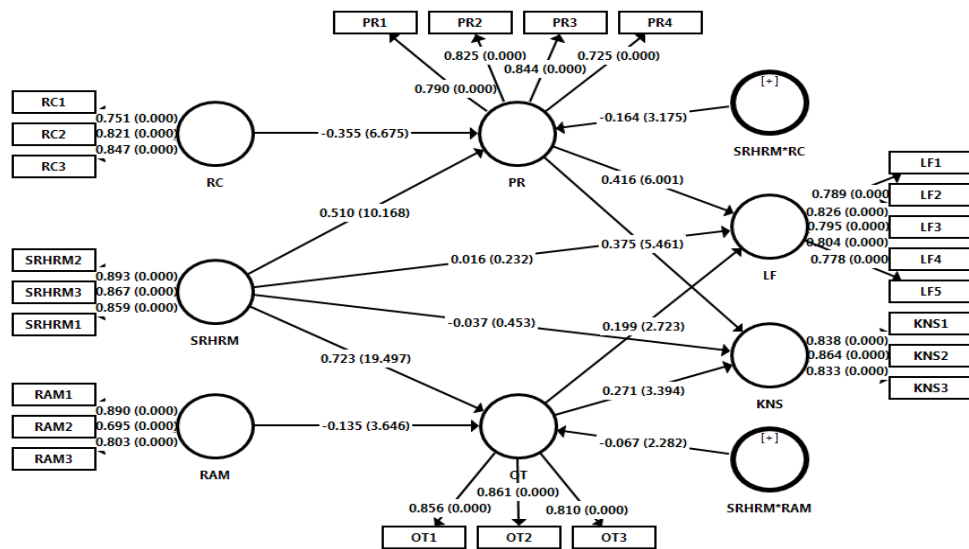 PR1
PR2
PR3
PR4
0.825 (0.000)
0.725 (0.000)
0.844 (0.000)
0.790 (0.000)
[+]
RC1
0.751 (0.000)
RC2
0.821 (0.000)
0.847 (0.000)
RC3
-0.355 (6.675)
-0.164 (3.175)
SRHRM*RC
RC
PR
LF1
0.789 (0.000
LF2
0.416 (6.001)
0.826 (0.000)
0.510 (10.168)
0.795 (0.000)
LF3
0.804 (0.000)
0.375 (5.461)
0.778 (0.000
LF4
SRHRM2
0.016 (0.232)
LF
0.893 (0.000)
SRHRM3
0.867 (0.000)
LF5
0.859 (0.000)
SRHRM1
-0.037 (0.453)
0.199 (2.723)
KNS1
SRHRM
0.838 (0.000)
0.723 (19.497)
0.864 (0.000)
KNS2
0.833 (0.000)
KNS3
RAM1
0.271 (3.394)
KNS
0.890 (0.000)
RAM2
0.695 (0.000)
-0.135 (3.646)
0.803 (0.000)
-0.067 (2.282)
[+]
RAM3
RAM
OT
0.861 (0.000)
0.856 (0.000)
0.810 (0.000)
SRHRM*RAM
OT1
OT2
OT3